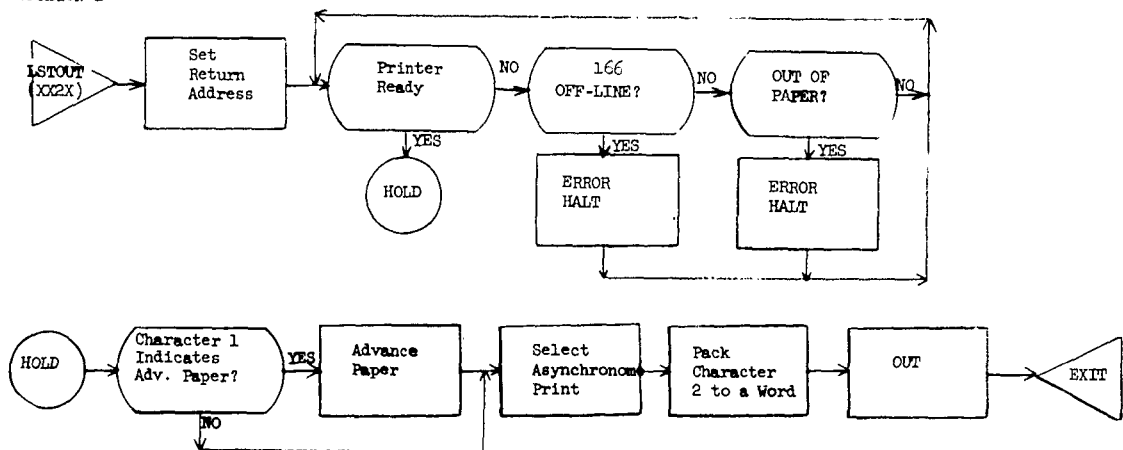 LSTOUT
(XX2X)
Set
Return
Address
Printer
Ready
NO
YES
HOLD
166
OFF-LINE?
NO
YES
ERROR
HALT
OUT OF
PAPER?
NO
YES
ERROR
HALT
HOLD
Character 1
Indicates
Adv. Paper?
YES
NO
Advance
Paper
Select
Asynchronom
Print
Pack
Character
2 to a Word
OUT
EXIT